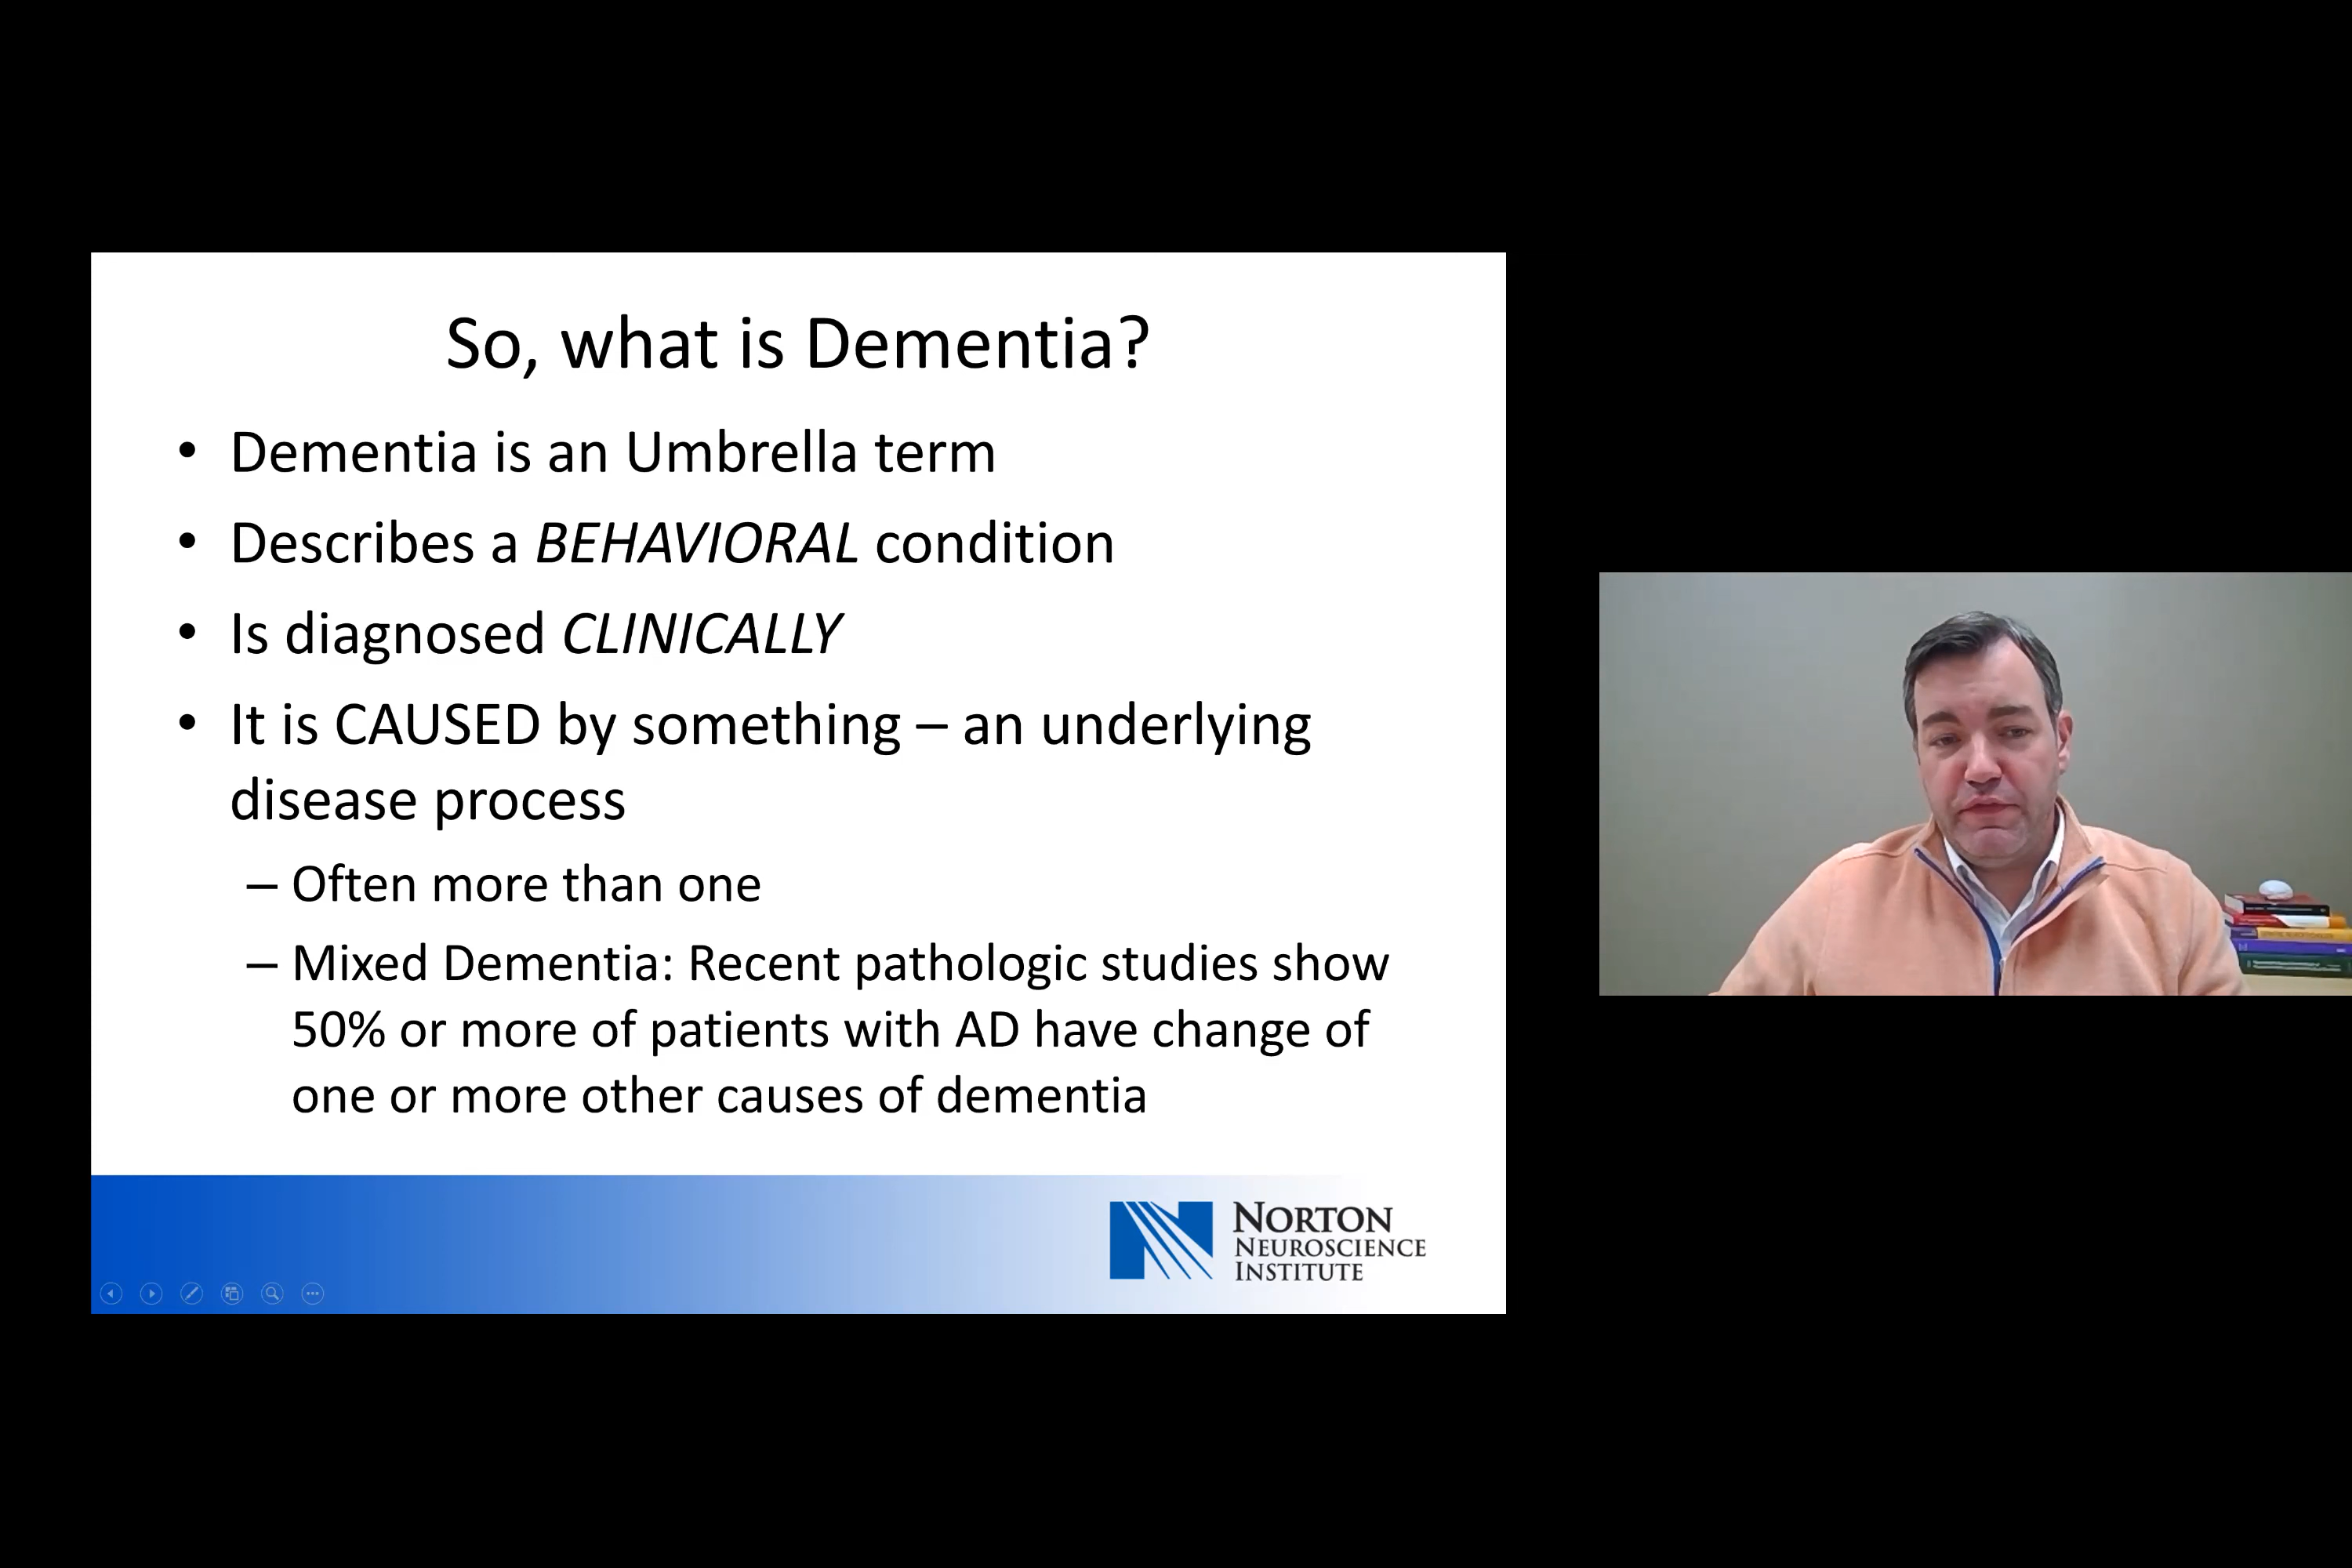 So, what is Dementia?
• Dementia is an Umbrella term
• Describes a BEHAVIORAL condition
• Is diagnosed CLINICALLY
• It is CAUSED by something – an underlying
disease process
– Often more than one
– Mixed Dementia: Recent pathologic studies show
50% or more of patients with AD have change of
one or more other causes of dementia
NORTON
NEUROSCIENCE
INSTITUTE